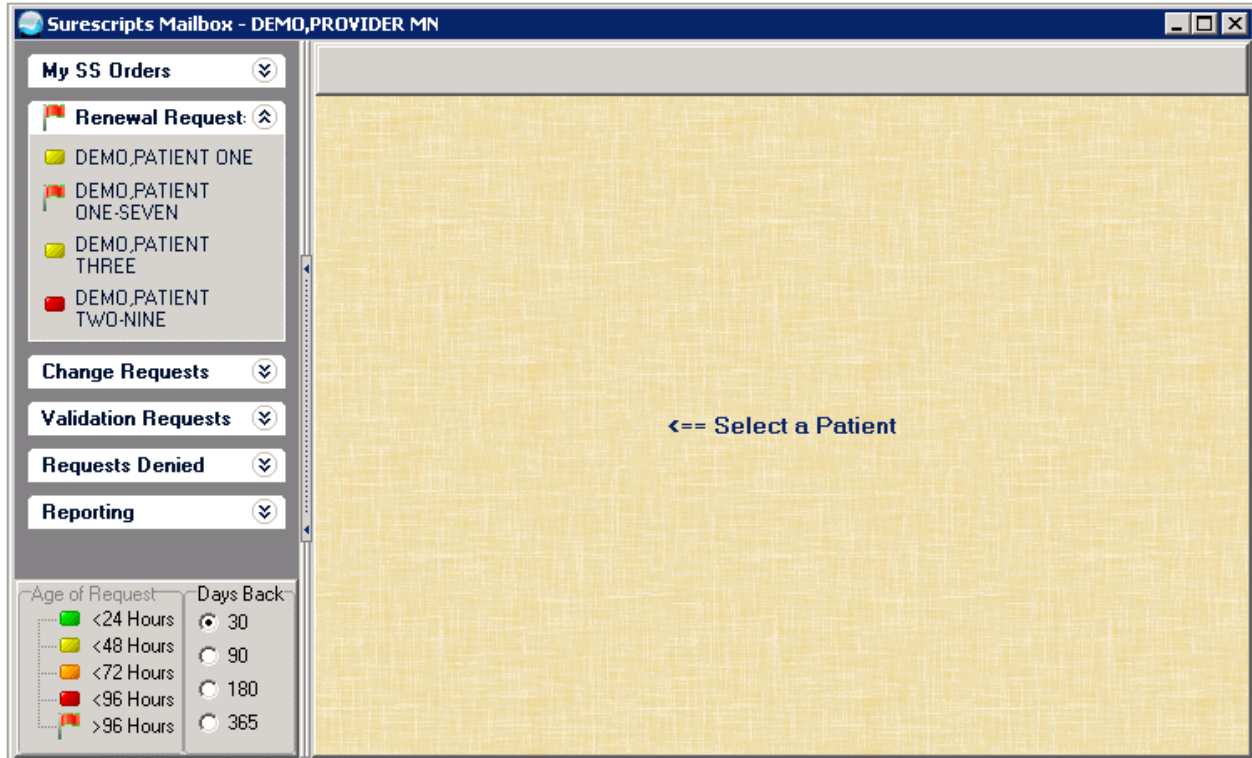 Surescripts Mailbox - DEMO,PROVIDER MN
My SS Orders
Renewal Request:
DEMO,PATIENT ONE
DEMO,PATIENT
ONE-SEVEN
DEMO,PATIENT
THREE
DEMO,PATIENT
TWO-NINE
Change Requests
Validation Requests
Requests Denied
Reporting
<== Select a Patient
Age of Request
<24 Hours
<48 Hours
<72 Hours
<96 Hours
>96 Hours
Days Back
30
90
180
365